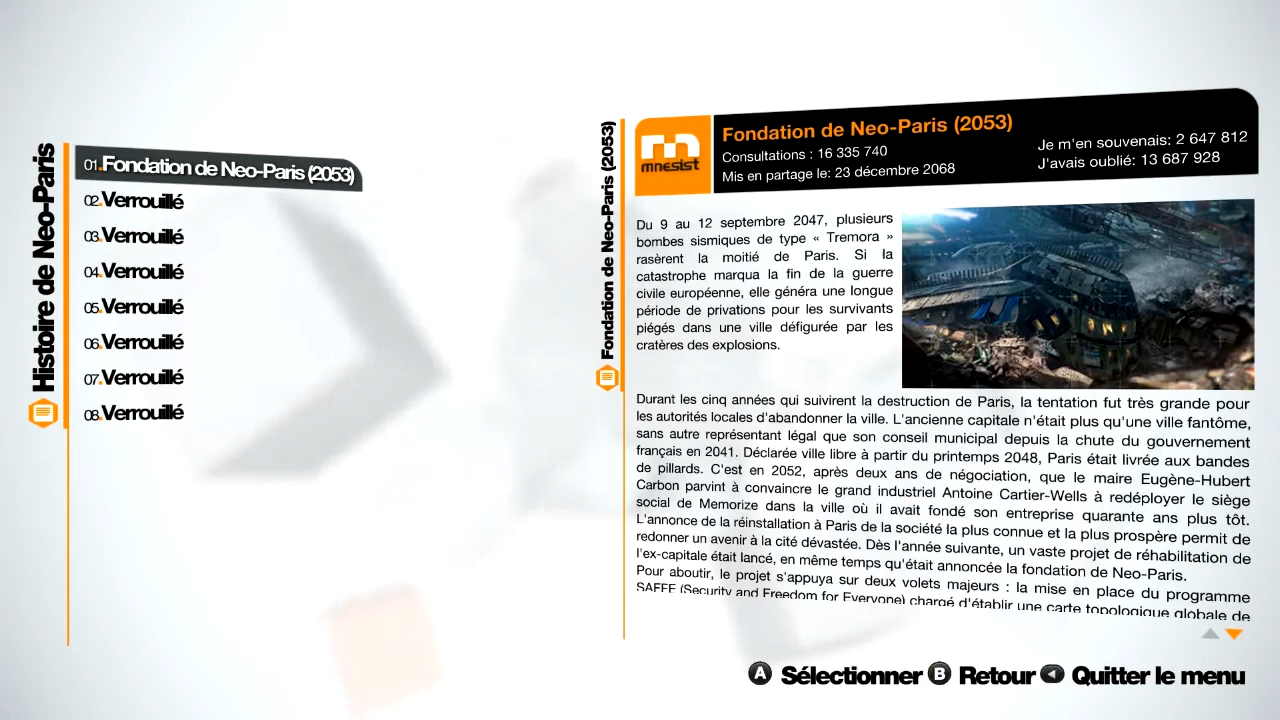 Histoire de Neo-Paris
01.Fondation de Neo-Paris (2053)
02.Verrouillé
03.Verrouillé
04.Verrouillé
05.Verrouillé
06.Verrouillé
07.Verrouillé
08.Verrouillé
Fondation de Neo-Paris (2053)
mnesist
Fondation de Neo-Paris (2053)
Consultations : 16 335 740
Mis en partage le: 23 décembre 2068
Je m'en souvenais: 2 647 812
J'avais oublié: 13 687 928
Du 9 au 12 septembre 2047, plusieurs
bombes sismiques de type « Tremora »
rasèrent la moitié de Paris. Si la
catastrophe marqua la fin de la guerre
civile européenne, elle généra une longue
période de privations pour les survivants
piégés dans une ville défigurée par les
cratères des explosions.
Durant les cinq années qui suivirent la destruction de Paris, la tentation fut très grande pour
les autorités locales d'abandonner la ville. L'ancienne capitale n'était plus qu'une ville fantôme,
sans autre représentant légal que son conseil municipal depuis la chute du gouvernement
français en 2041. Déclarée ville libre à partir du printemps 2048, Paris était livrée aux bandes
de pillards. C'est en 2052, après deux ans de négociation, que le maire Eugène-Hubert
Carbon parvint à convaincre le grand industriel Antoine Cartier-Wells à redéployer le siège
social de Memorize dans la ville où il avait fondé son entreprise quarante ans plus tôt.
L'annonce de la réinstallation à Paris de la société la plus connue et la plus prospère permit de
redonner un avenir à la cité dévastée. Dès l'année suivante, un vaste projet de réhabilitation de
l'ex-capitale était lancé, en même temps qu'était annoncée la fondation de Neo-Paris.
Pour aboutir, le projet s'appuya sur deux volets majeurs : la mise en place du programme
SAFFE (Security and Freedom for Everyone) chargé d'établir une carte topologique globale de
A Sélectionner B Retour Quitter le menu